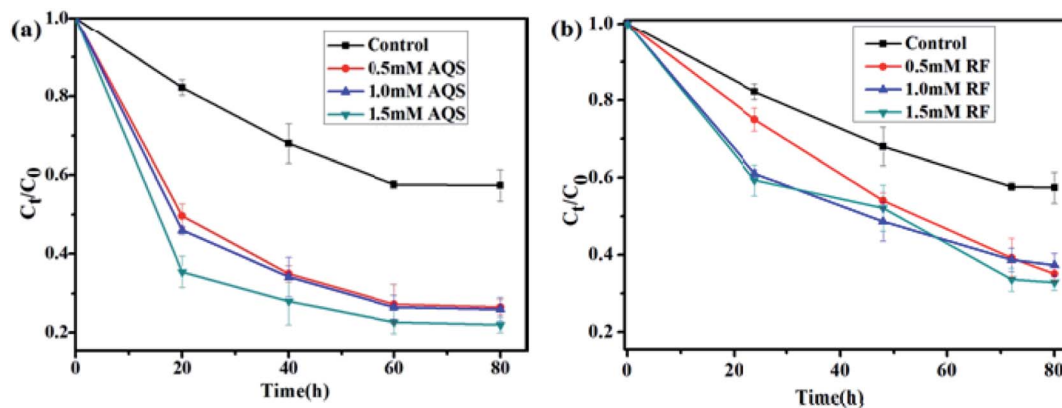 (a)
1.0
0.8
0.6
0.4
0.2
Cₜ/C₀
Control
0.5mM AQS
1.0mM AQS
1.5mM AQS
0 20 40 60 80
Time(h)
(b)
1.0
0.8
0.6
0.4
0.2
Cₜ/C₀
Control
0.5mM RF
1.0mM RF
1.5mM RF
0 20 40 60 80
Time(h)